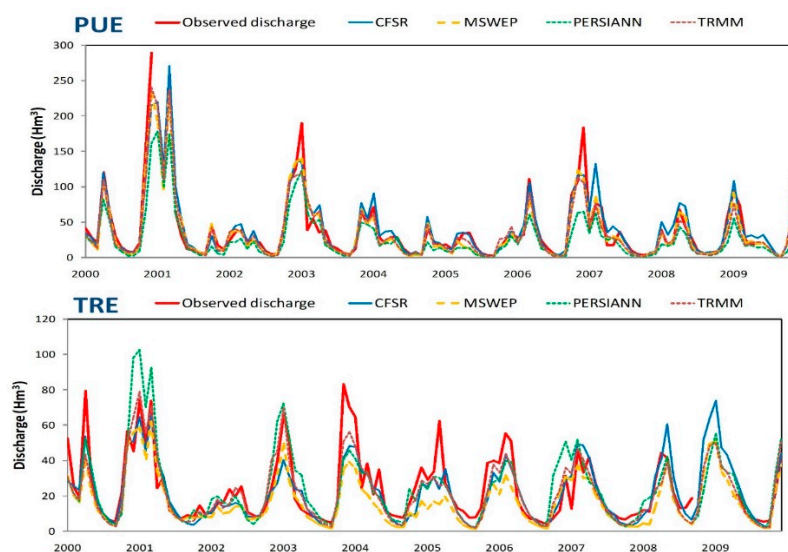 PUE
Observed discharge CFSR MSWEP PERSIANN TRMM
300
250
200
150
100
50
0
Discharge (Hm³)
2000 2001 2002 2003 2004 2005 2006 2007 2008 2009
TRE
Observed discharge CFSR MSWEP PERSIANN TRMM
120
100
80
60
40
20
0
Discharge (Hm³)
2000 2001 2002 2003 2004 2005 2006 2007 2008 2009